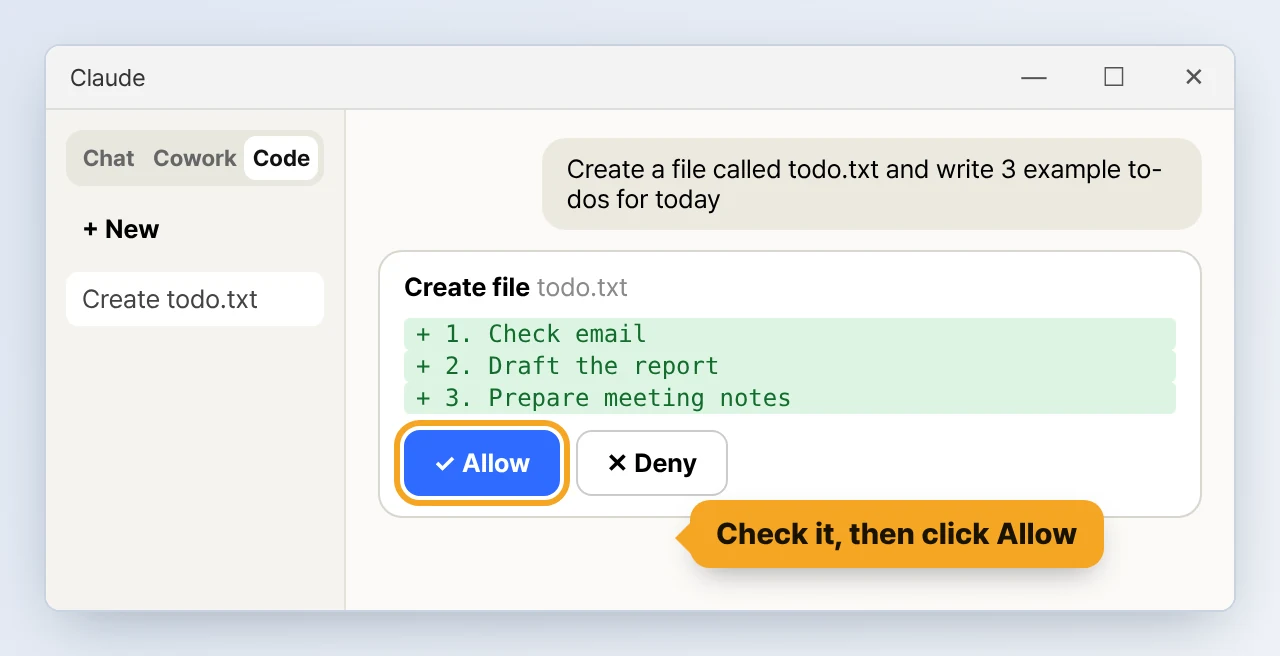 Claude
Chat Cowork Code
+ New
Create todo.txt
Create a file called todo.txt and write 3 example to-
dos for today
Create file todo.txt
+ 1. Check email
+ 2. Draft the report
+ 3. Prepare meeting notes
✓ Allow
✕ Deny
Check it, then click Allow